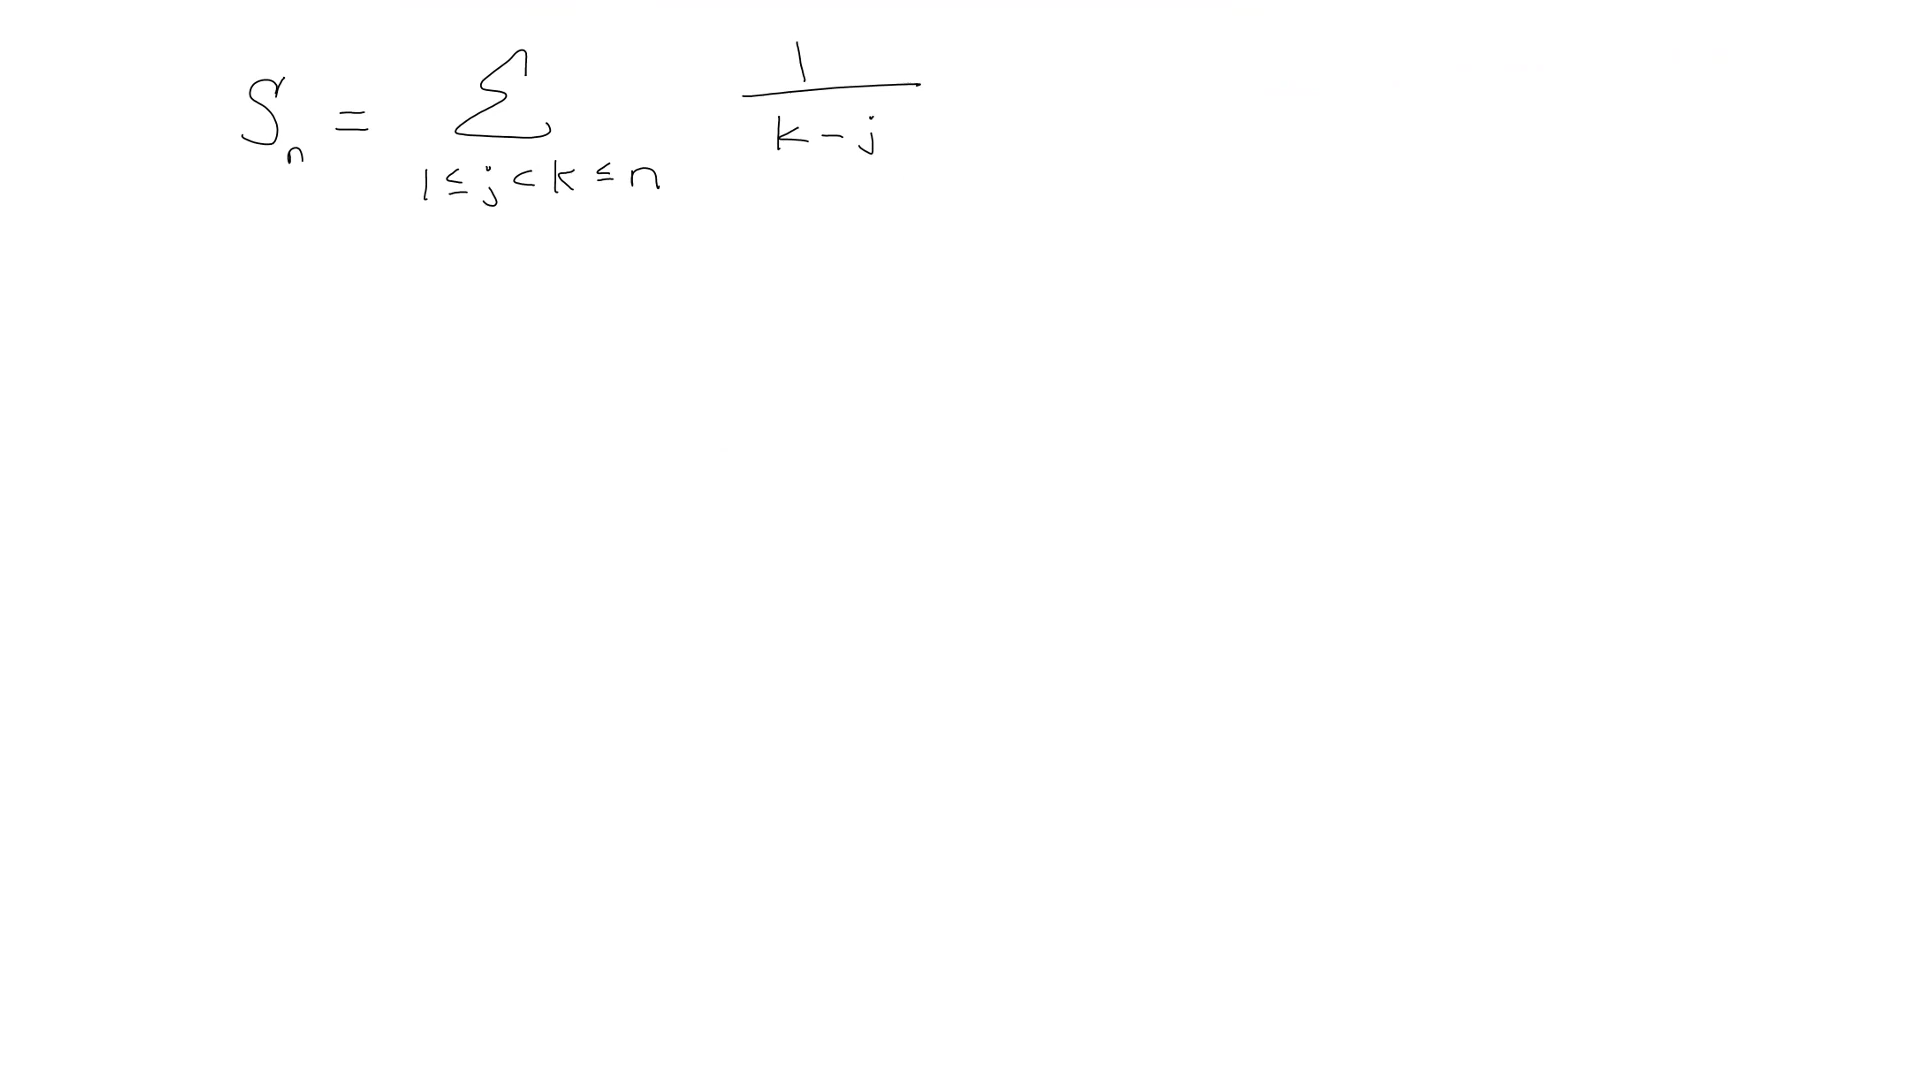 S_n = Σ_{1≤j<k≤n} 1/(k-j)